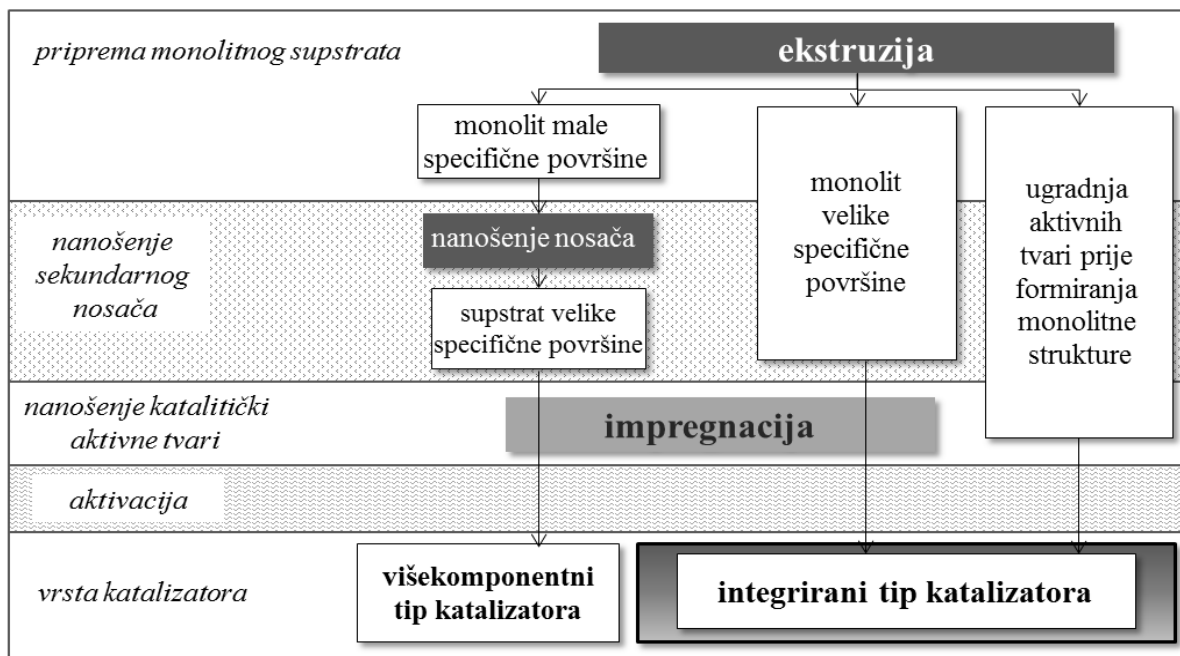 priprema monolitnog supstrata
ekstruzija
monolit male
specifične površine
monolit
velike
specifične
površine
ugradnja
aktivnih
tvari prije
formiranja
monolitne
strukture
nanošenje
sekundarnog
nosača
nanošenje nosača
supstrat velike
specifične površine
nanošenje katalitički
aktivne tvari
impregnacija
aktivacija
vrsta katalizatora
višekomponentni
tip katalizatora
integrirani tip katalizatora